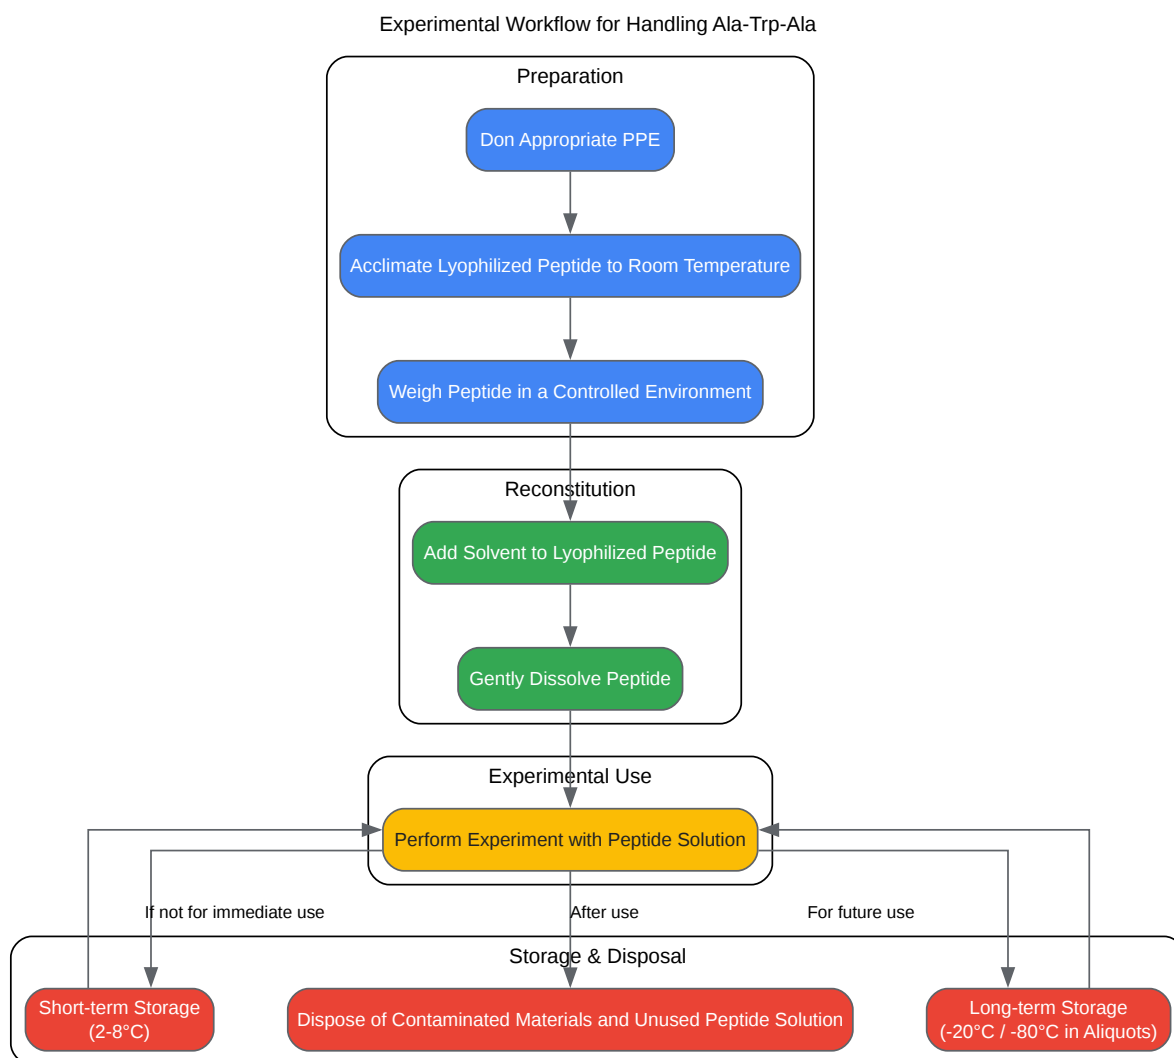 Experimental Workflow for Handling Ala-Trp-Ala
Preparation
Don Appropriate PPE
Acclimate Lyophilized Peptide to Room Temperature
Weigh Peptide in a Controlled Environment
Reconstitution
Add Solvent to Lyophilized Peptide
Gently Dissolve Peptide
Experimental Use
Perform Experiment with Peptide Solution
If not for immediate use
After use
For future use
Storage & Disposal
Short-term Storage
(2-8°C)
Dispose of Contaminated Materials and Unused Peptide Solution
Long-term Storage
(-20°C / -80°C in Aliquots)